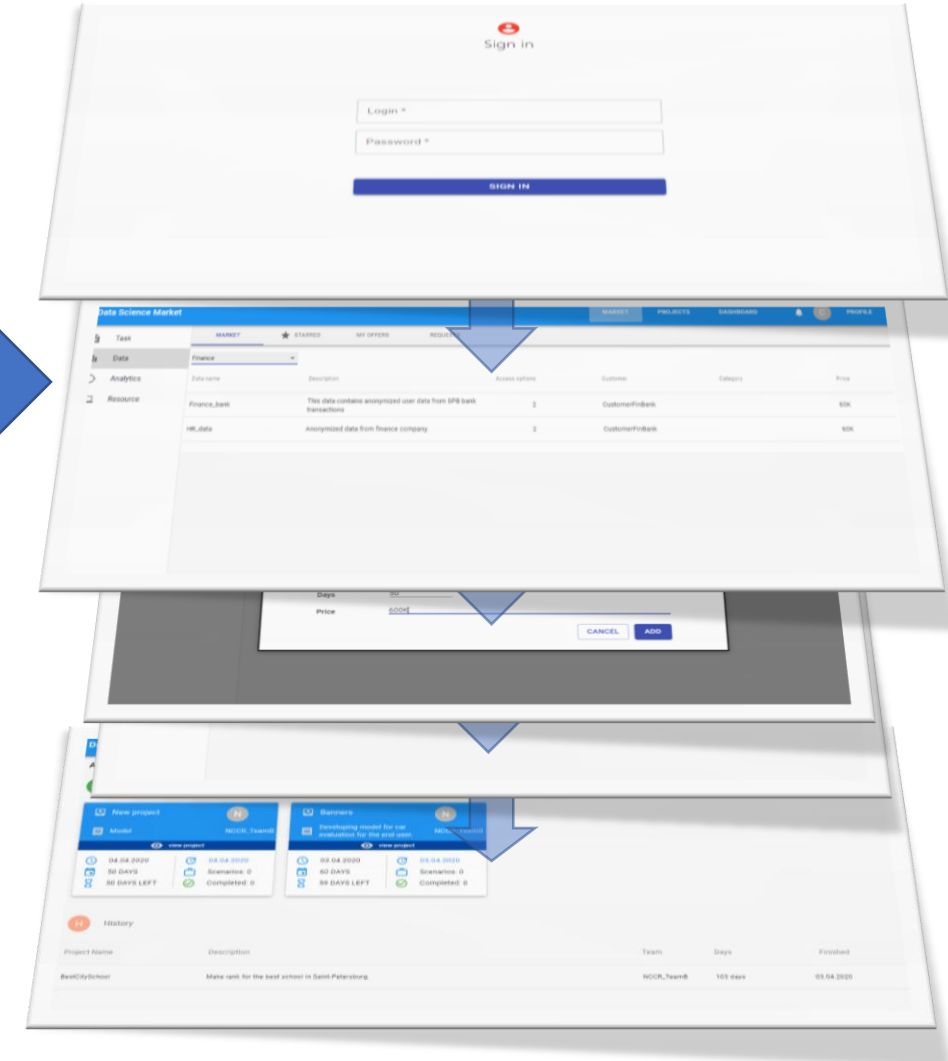 Sign in
Login *
Password *
SIGN IN
Data Science Market MARKET PROJECTS DASHBOARD C PROFILE
Task MARKET STARRED MY OFFERS
Data Finance
Analytics Data name Description Access options Customer Category Price
Resource
Finance_bank This data contains anonymized user data from SPB bank transactions 2 CustomerFinBank 60K
HR_data Anonymized data from finance company 2 CustomerFinBank 60K
Days
Price 600K
CANCEL ADD
New project N Banners N
Model NCCR_TeamB Developing model for car
evaluation for the end user.
view project view project
04.04.2020 04.04.2020 03.04.2020 03.04.2020
50 DAYS Scenarios: 0 60 DAYS Scenarios: 0
50 DAYS LEFT Completed: 0 59 DAYS LEFT Completed: 0
H History
Project Name Description Team Days Finished
BestCitySchool Make rank for the best school in Saint-Petersburg. NCCR_TeamB 105 days 03.04.2020